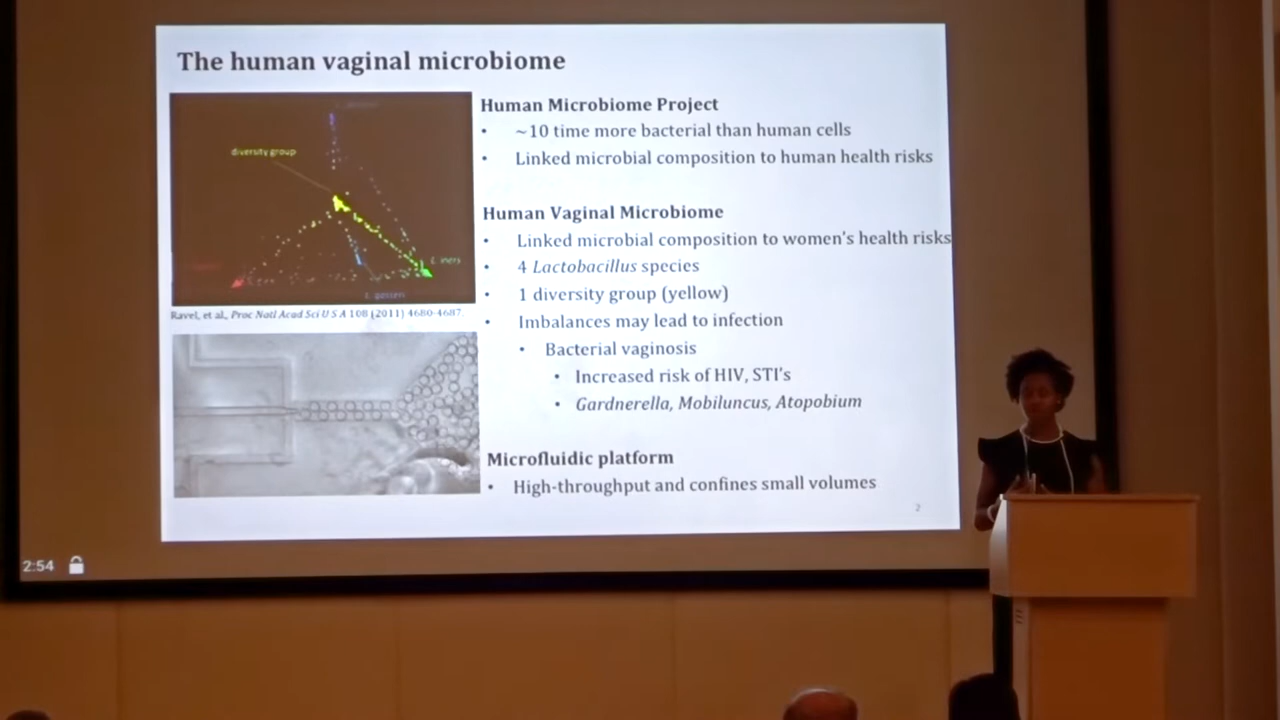 The human vaginal microbiome
diversity group
L. iners
L. gasseri
Ravel, et al., Proc Natl Acad Sci U S A 108 (2011) 4680-4687.
Human Microbiome Project
• ~10 time more bacterial than human cells
• Linked microbial composition to human health risks
Human Vaginal Microbiome
• Linked microbial composition to women's health risks
• 4 Lactobacillus species
• 1 diversity group (yellow)
• Imbalances may lead to infection
• Bacterial vaginosis
• Increased risk of HIV, STI's
• Gardnerella, Mobiluncus, Atopobium
Microfluidic platform
• High-throughput and confines small volumes
2
2:54